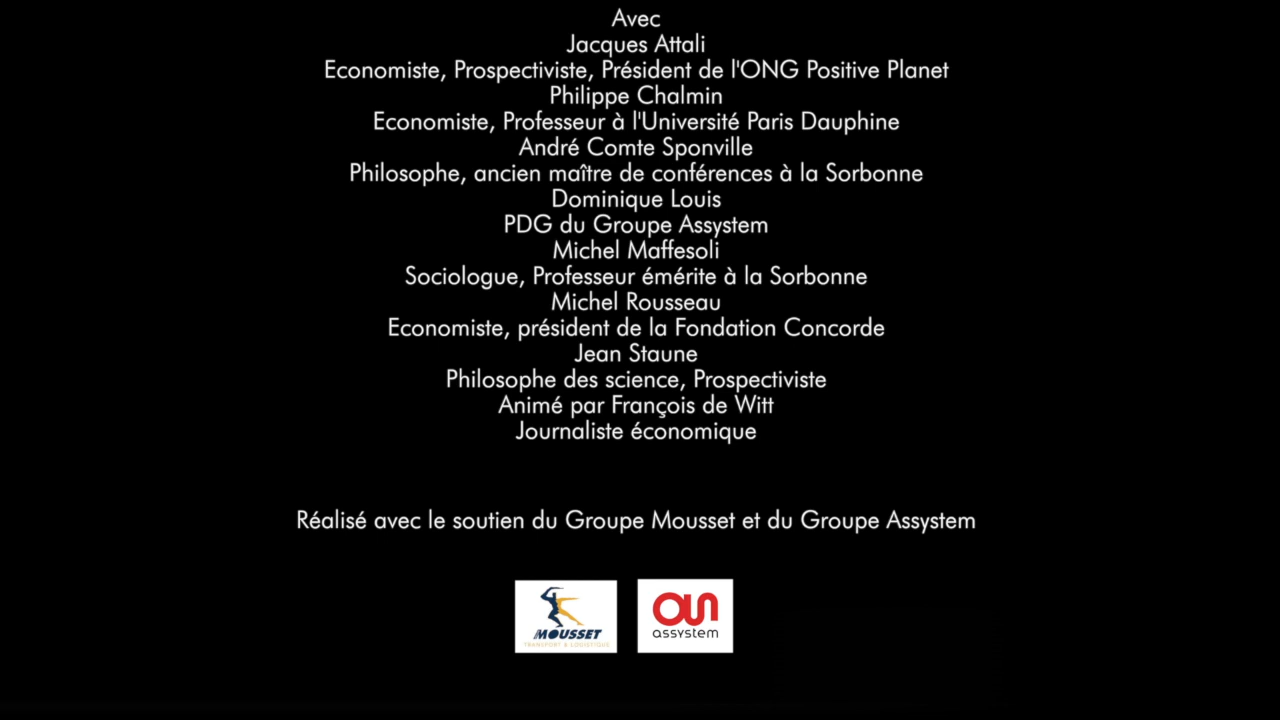 Avec
Jacques Attali
Economiste, Prospectiviste, Président de l'ONG Positive Planet
Philippe Chalmin
Economiste, Professeur à l'Université Paris Dauphine
André Comte Sponville
Philosophe, ancien maître de conférences à la Sorbonne
Dominique Louis
PDG du Groupe Assystem
Michel Maffesoli
Sociologue, Professeur émérite à la Sorbonne
Michel Rousseau
Economiste, président de la Fondation Concorde
Jean Staune
Philosophe des science, Prospectiviste
Animé par François de Witt
Journaliste économique
Réalisé avec le soutien du Groupe Mousset et du Groupe Assystem
MOUSSET
TRANSPORT & LOGISTIQUE
assystem